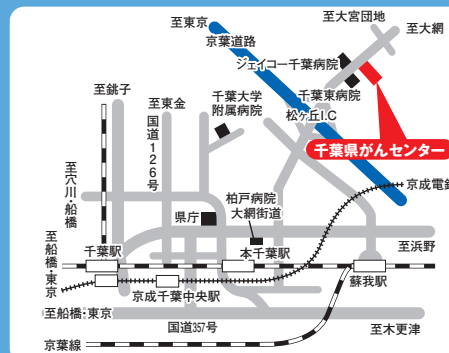 至東京
至大宮団地
至大網
京葉道路
ジェイコー千葉病院
至銚子
至東金
千葉大学
附属病院
千葉東病院
松ヶ丘I.C
国道126号
千葉県がんセンター
至穴川・船橋
京成電鉄
柏戸病院
大網街道
県庁
至船橋・東京
千葉駅
本千葉駅
至浜野
蘇我駅
京成千葉中央駅
至船橋・東京
国道357号
至木更津
京葉線